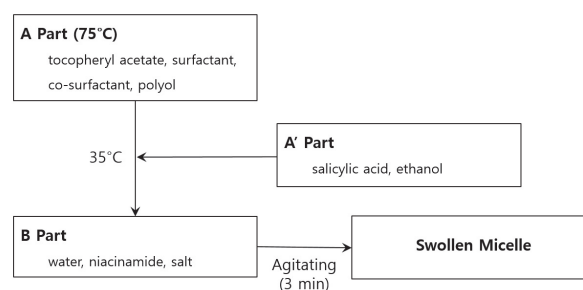 A Part (75°C)
tocopheryl acetate, surfactant,
co-surfactant, polyol
35°C
A’ Part
salicylic acid, ethanol
B Part
water, niacinamide, salt
Agitating
(3 min)
Swollen Micelle